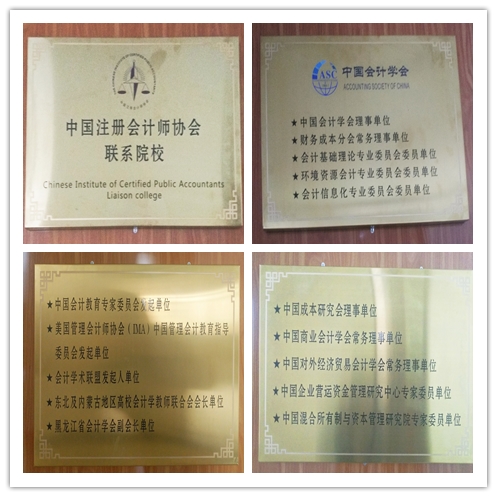 中国注册会计师协会
联系院校
Chinese Institute of Certified Public Accountants
Liaison college
ASC
中国会计学会
ACCOUNTING SOCIETY OF CHINA
★中国会计学会理事单位
★财务成本分会常务理事单位
★会计基础理论专业委员会委员单位
★环境资源会计专业委员会委员单位
★会计信息化专业委员会委员单位
★中国会计教育专家委员会发起单位
★美国管理会计师协会（IMA）中国管理会计教育指导
委员会发起单位
★会计学术联盟发起人单位
★东北及内蒙古地区高校会计学教师联合会会长单位
★黑龙江省会计学会副会长单位
★中国成本研究会理事单位
★中国商业会计学会常务理事单位
★中国对外经济贸易会计学会常务理事单位
★中国企业营运资金管理研究中心专家委员单位
★中国混合所有制与资本管理研究院专家委员单位